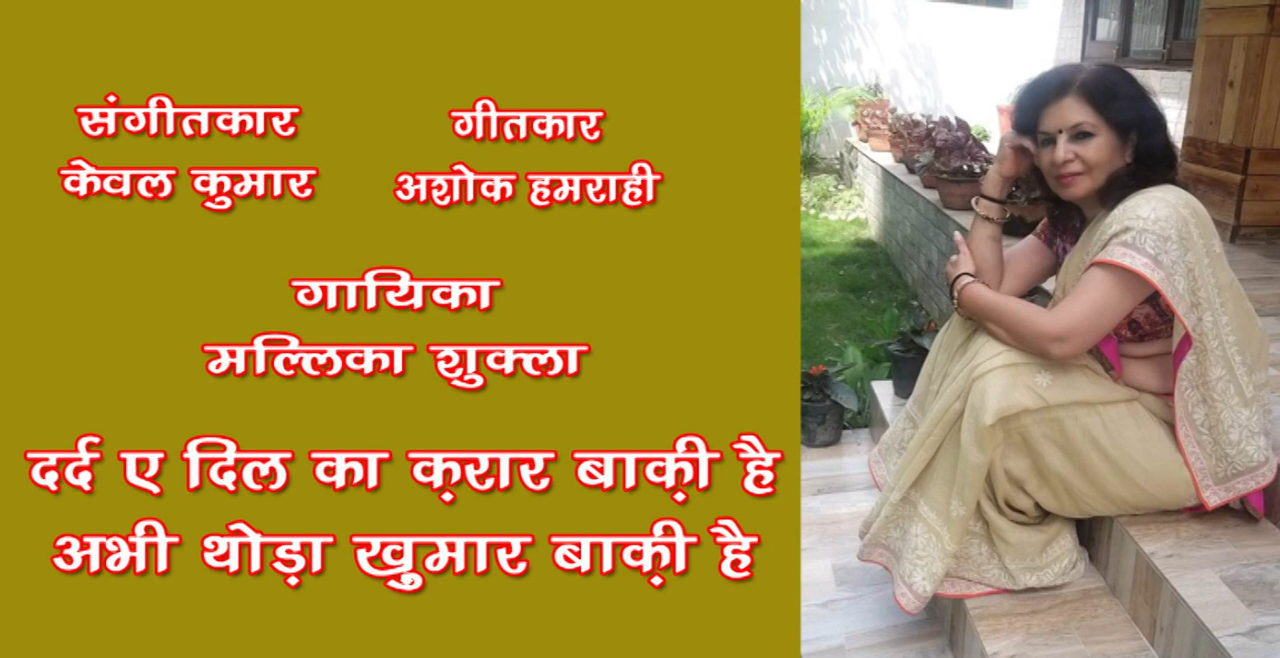 संगीतकार
केवल कुमार
गीतकार
अशोक हमराही
गायिका
मल्लिका शुक्ला
दर्द ए दिल का क़रार बाक़ी है
अभी थोड़ा खुमार बाक़ी है